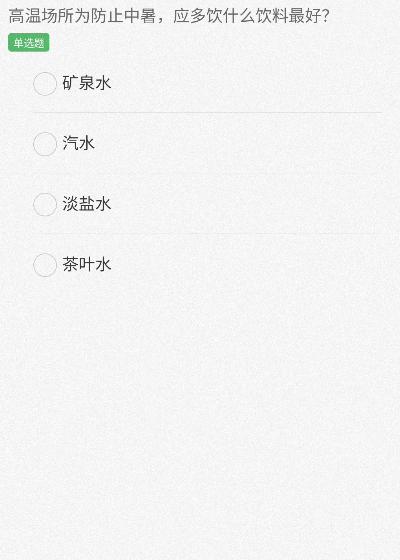 高温场所为防止中暑，应多饮什么饮料最好?
单选题
矿泉水
汽水
淡盐水
茶叶水